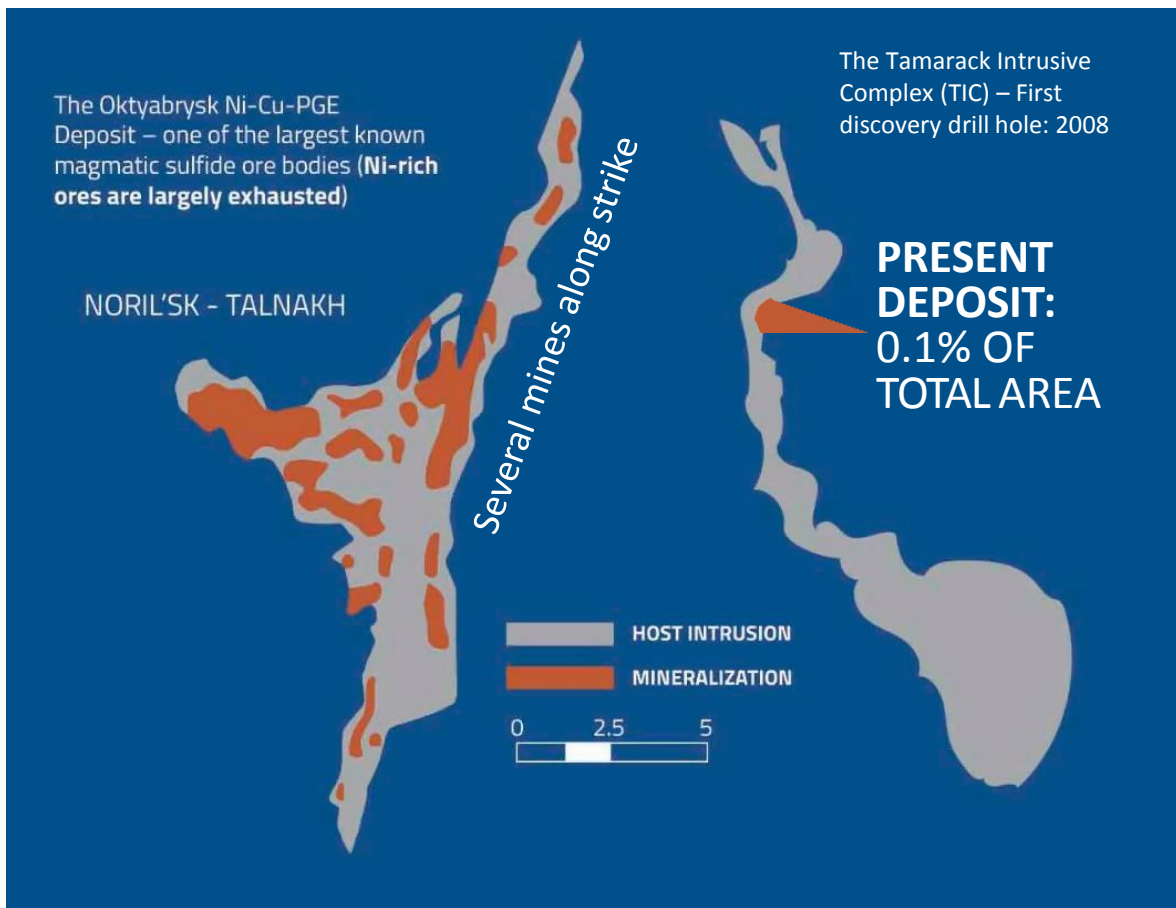 The Oktyabrysk Ni-Cu-PGE
Deposit – one of the largest known
magmatic sulfide ore bodies (Ni-rich
ores are largely exhausted)
NORIL'SK - TALNAKH
Several mines along strike
The Tamarack Intrusive
Complex (TIC) – First
discovery drill hole: 2008
PRESENT
DEPOSIT:
0.1% OF
TOTAL AREA
HOST INTRUSION
MINERALIZATION
0 2.5 5